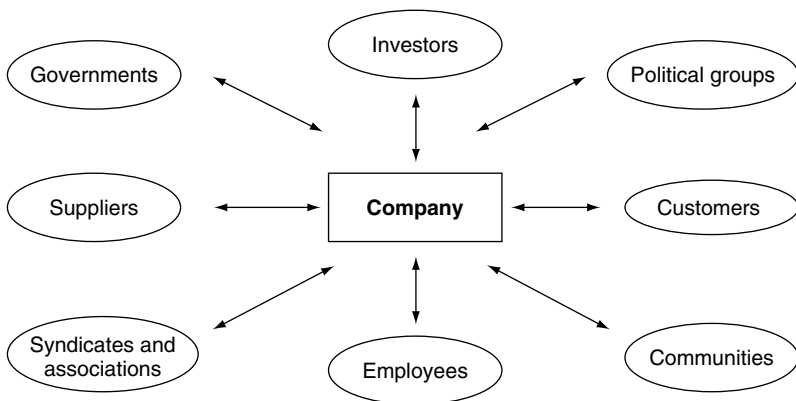 Investors
Governments
Political groups
Suppliers
Company
Customers
Syndicates and
associations
Employees
Communities